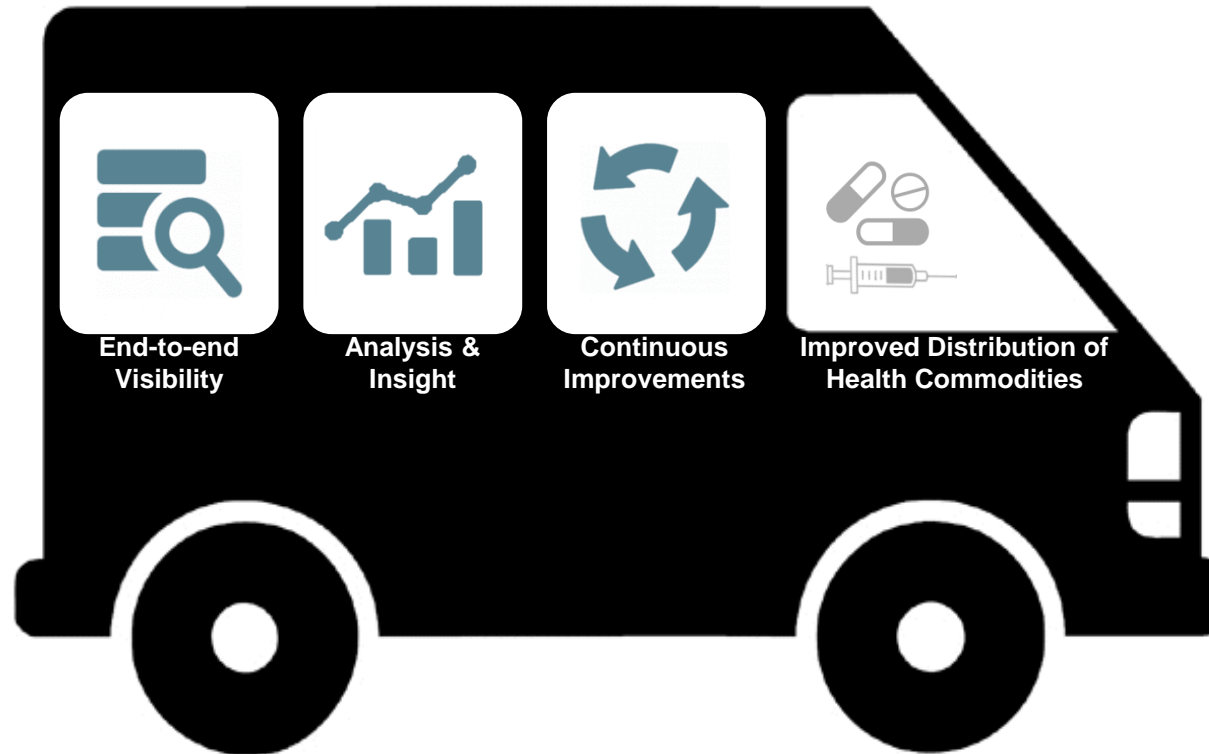 End-to-end
Visibility
Analysis &
Insight
Continuous
Improvements
Improved Distribution of
Health Commodities